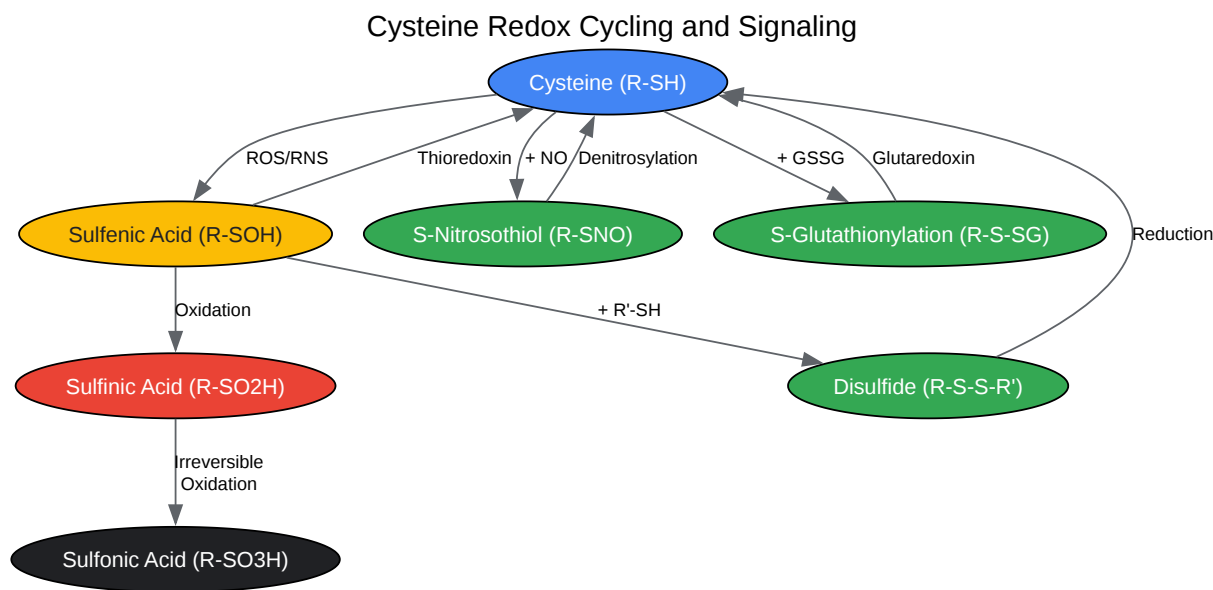 Cysteine Redox Cycling and Signaling
Cysteine (R-SH)
ROS/RNS
Thioredoxin
+ NO
Denitrosylation
+ GSSG
Glutaredoxin
Sulfenic Acid (R-SOH)
S-Nitrosothiol (R-SNO)
S-Glutathionylation (R-S-SG)
Reduction
Oxidation
+ R'-SH
Sulfinic Acid (R-SO2H)
Disulfide (R-S-S-R')
Irreversible
Oxidation
Sulfonic Acid (R-SO3H)